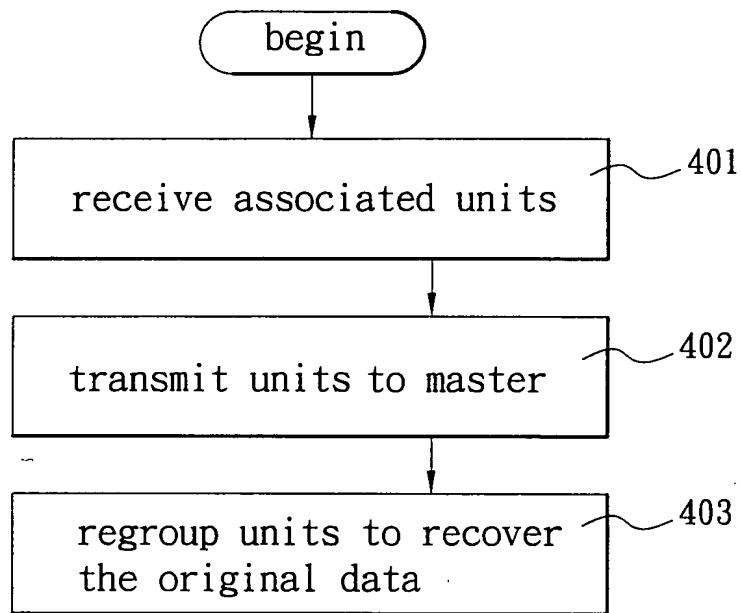 begin
401
receive associated units
402
transmit units to master
403
regroup units to recover
the original data